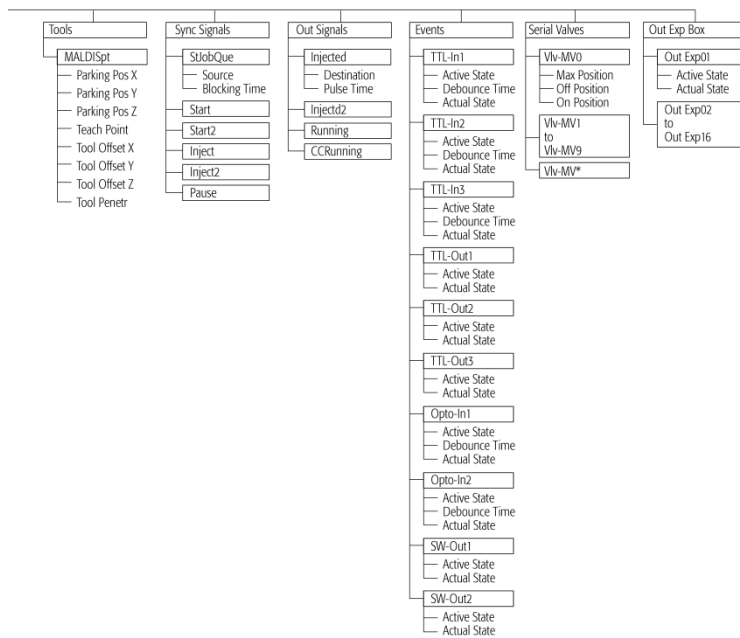 Tools
MALDISpt
Parking Pos X
Parking Pos Y
Parking Pos Z
Teach Point
Tool Offset X
Tool Offset Y
Tool Offset Z
Tool Penetr
Sync Signals
StJobQue
Source
Blocking Time
Start
Start2
Inject
Inject2
Pause
Out Signals
Injected
Destination
Pulse Time
Injectd2
Running
CCRunning
Events
TTL-In1
Active State
Debounce Time
Actual State
TTL-In2
Active State
Debounce Time
Actual State
TTL-In3
Active State
Debounce Time
Actual State
TTL-Out1
Active State
Actual State
TTL-Out2
Active State
Actual State
TTL-Out3
Active State
Actual State
Opto-In1
Active State
Debounce Time
Actual State
Opto-In2
Active State
Debounce Time
Actual State
SW-Out1
Active State
Actual State
SW-Out2
Active State
Actual State
Serial Valves
Vlv-MV0
Max Position
Off Position
On Position
Vlv-MV1
to
Vlv-MV9
Vlv-MV*
Out Exp Box
Out Exp01
Active State
Actual State
Out Exp02
to
Out Exp16